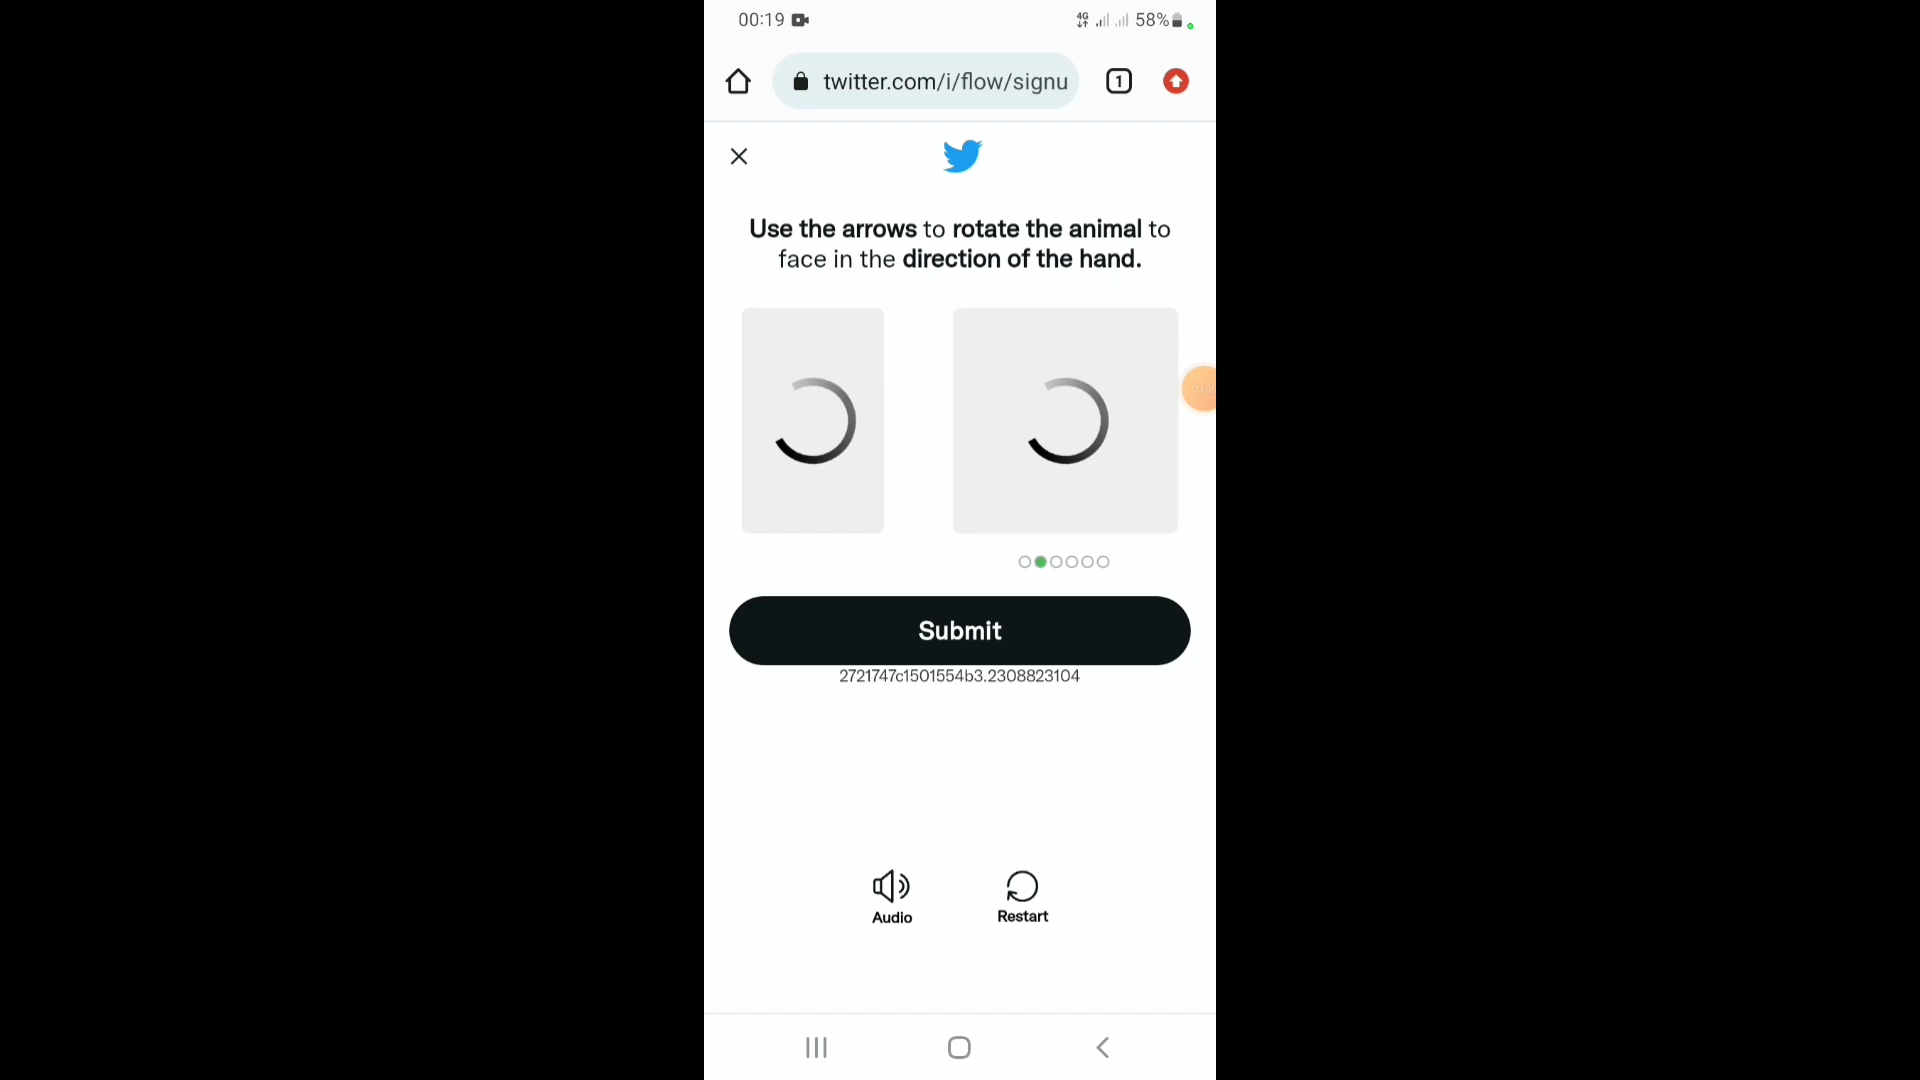 00:19
4G
58%
twitter.com/i/flow/signu
1
Use the arrows to rotate the animal to
face in the direction of the hand.
Submit
2721747c1501554b3.2308823104
Audio
Restart